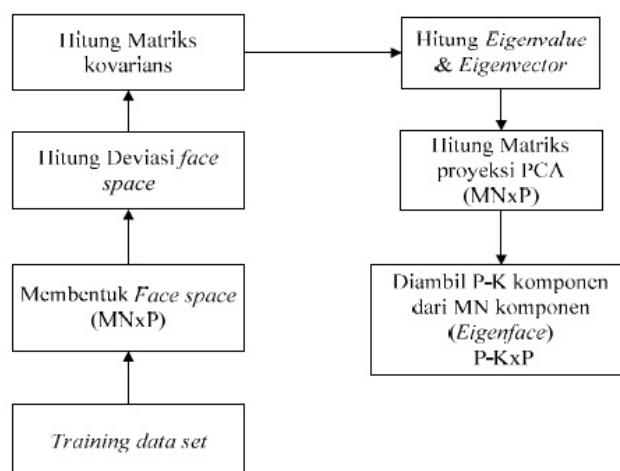 Hitung Matriks
kovarians
Hitung Eigenvalue
& Eigenvector
Hitung Deviasi face
space
Hitung Matriks
proyeksi PCA
(MNxP)
Membentuk Face space
(MNxP)
Diambil P-K komponen
dari MN komponen
(Eigenface)
P-KxP
Training data set